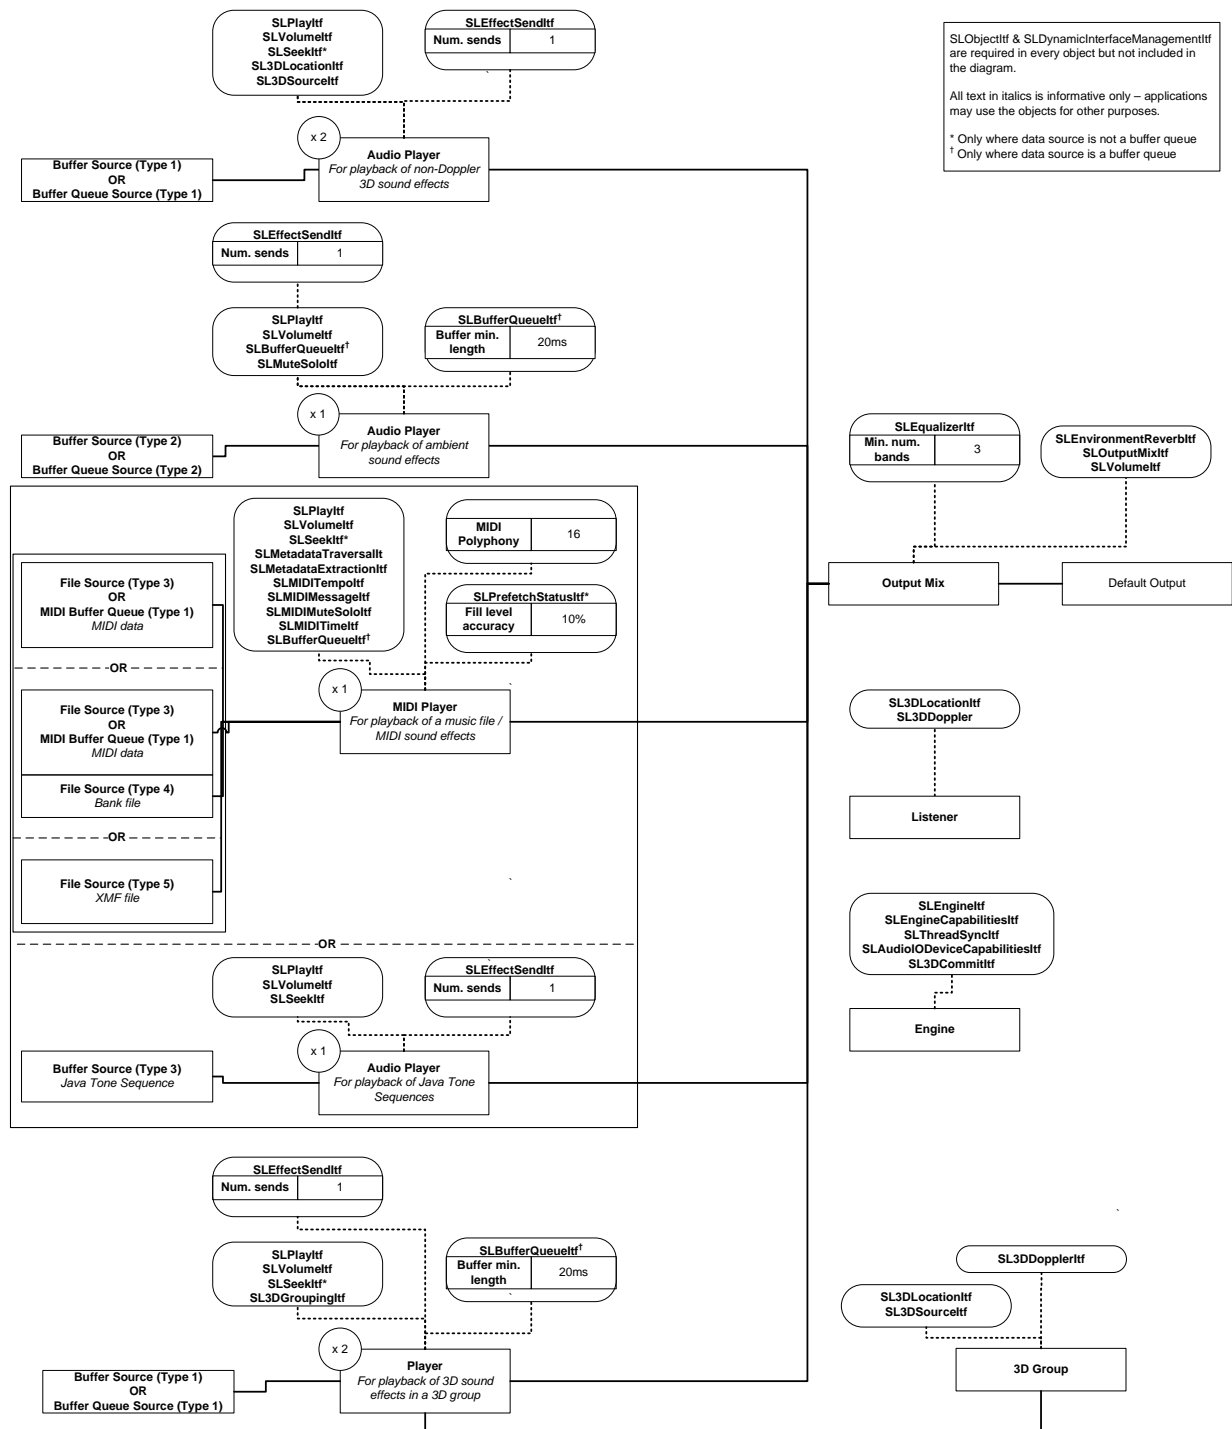 SLPlayItf
SLVolumeItf
SLSeekItf*
SL3DLocationItf
SL3DSourceItf
SLEffectSendItf
Num. sends 1
SLObjectItf & SLDynamicInterfaceManagementItf
are required in every object but not included in
the diagram.
All text in italics is informative only – applications
may use the objects for other purposes.
* Only where data source is not a buffer queue
† Only where data source is a buffer queue
x 2
Audio Player
For playback of non-Doppler
3D sound effects
Buffer Source (Type 1)
OR
Buffer Queue Source (Type 1)
SLEffectSendItf
Num. sends 1
SLPlayItf
SLVolumeItf
SLBufferQueueItf†
SLMuteSoloItf
SLBufferQueueItf†
Buffer min.
length
20ms
x 1
Audio Player
For playback of ambient
sound effects
Buffer Source (Type 2)
OR
Buffer Queue Source (Type 2)
SLEqualizerItf
Min. num.
bands
3
SLEnvironmentReverbItf
SLOutputMixItf
SLVolumeItf
SLPlayItf
SLVolumeItf
SLSeekItf*
SLMetadataTraversalIt
SLMetadataExtractionItf
SLMIDITempoItf
SLMIDIMessageItf
SLMIDIMuteSoloItf
SLMIDITimeItf
SLBufferQueueItf†
MIDI
Polyphony
16
SLPrefetchStatusItf*
Fill level
accuracy
10%
File Source (Type 3)
OR
MIDI Buffer Queue (Type 1)
MIDI data
OR
Output Mix
Default Output
x 1
MIDI Player
For playback of a music file /
MIDI sound effects
File Source (Type 3)
OR
MIDI Buffer Queue (Type 1)
MIDI data
File Source (Type 4)
Bank file
OR
File Source (Type 5)
XMF file
SL3DLocationItf
SL3DDoppler
Listener
OR
SLEngineItf
SLEngineCapabilitiesItf
SLThreadSyncItf
SLAudioIODeviceCapabilitiesItf
SL3DCommitItf
Engine
SLPlayItf
SLVolumeItf
SLSeekItf
SLEffectSendItf
Num. sends 1
x 1
Audio Player
For playback of Java Tone
Sequences
Buffer Source (Type 3)
Java Tone Sequence
SLEffectSendItf
Num. sends 1
SLPlayItf
SLVolumeItf
SLSeekItf*
SL3DGroupingItf
SLBufferQueueItf†
Buffer min.
length
20ms
SL3DDopplerItf
SL3DLocationItf
SL3DSourceItf
x 2
Player
For playback of 3D sound
effects in a 3D group
Buffer Source (Type 1)
OR
Buffer Queue Source (Type 1)
3D Group